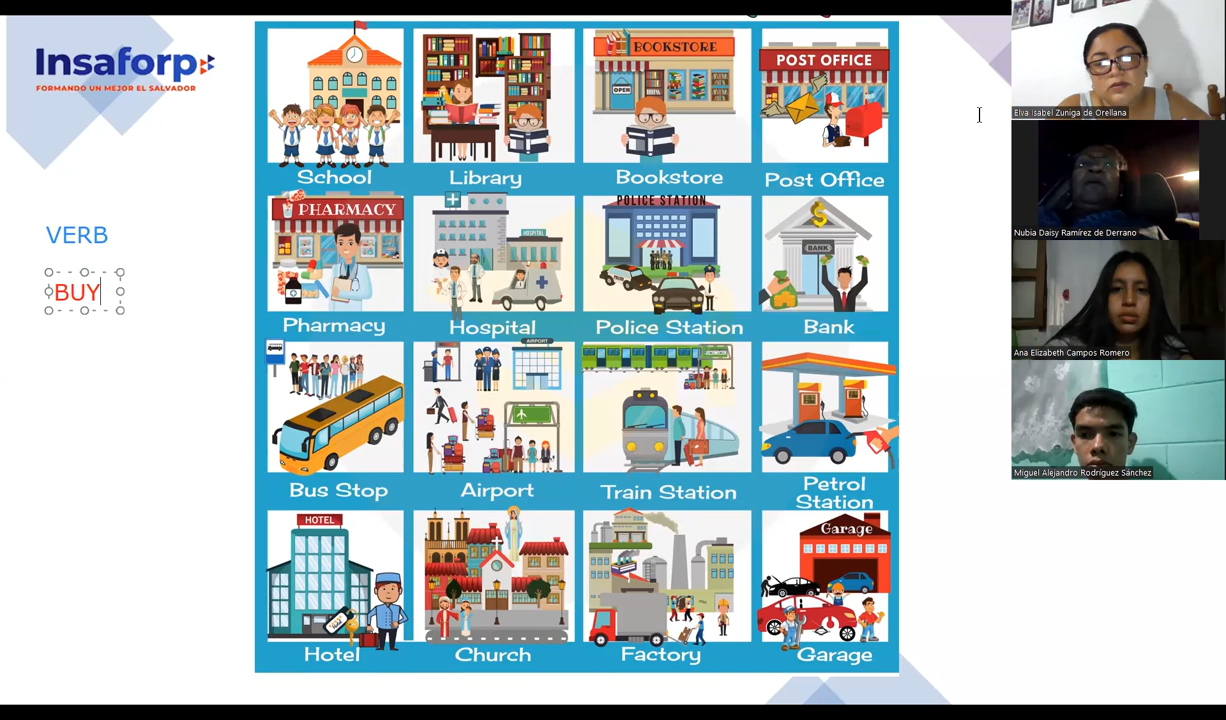 Insaforp
FORMANDO UN MEJOR EL SALVADOR
VERB
BUY
BOOKSTORE
OPEN
POST OFFICE
School
Library
Bookstore
Post Office
PHARMACY
HOSPITAL
POLICE STATION
BANK
Pharmacy
Hospital
Police Station
Bank
AIRPORT
Bus Stop
Airport
Train Station
Petrol
Station
HOTEL
Garage
Hotel
Church
Factory
Garage
Elva Isabel Zuniga de Orellana
Nubia Daisy Ramírez de Derrano
Ana Elizabeth Campos Romero
Miguel Alejandro Rodríguez Sánchez